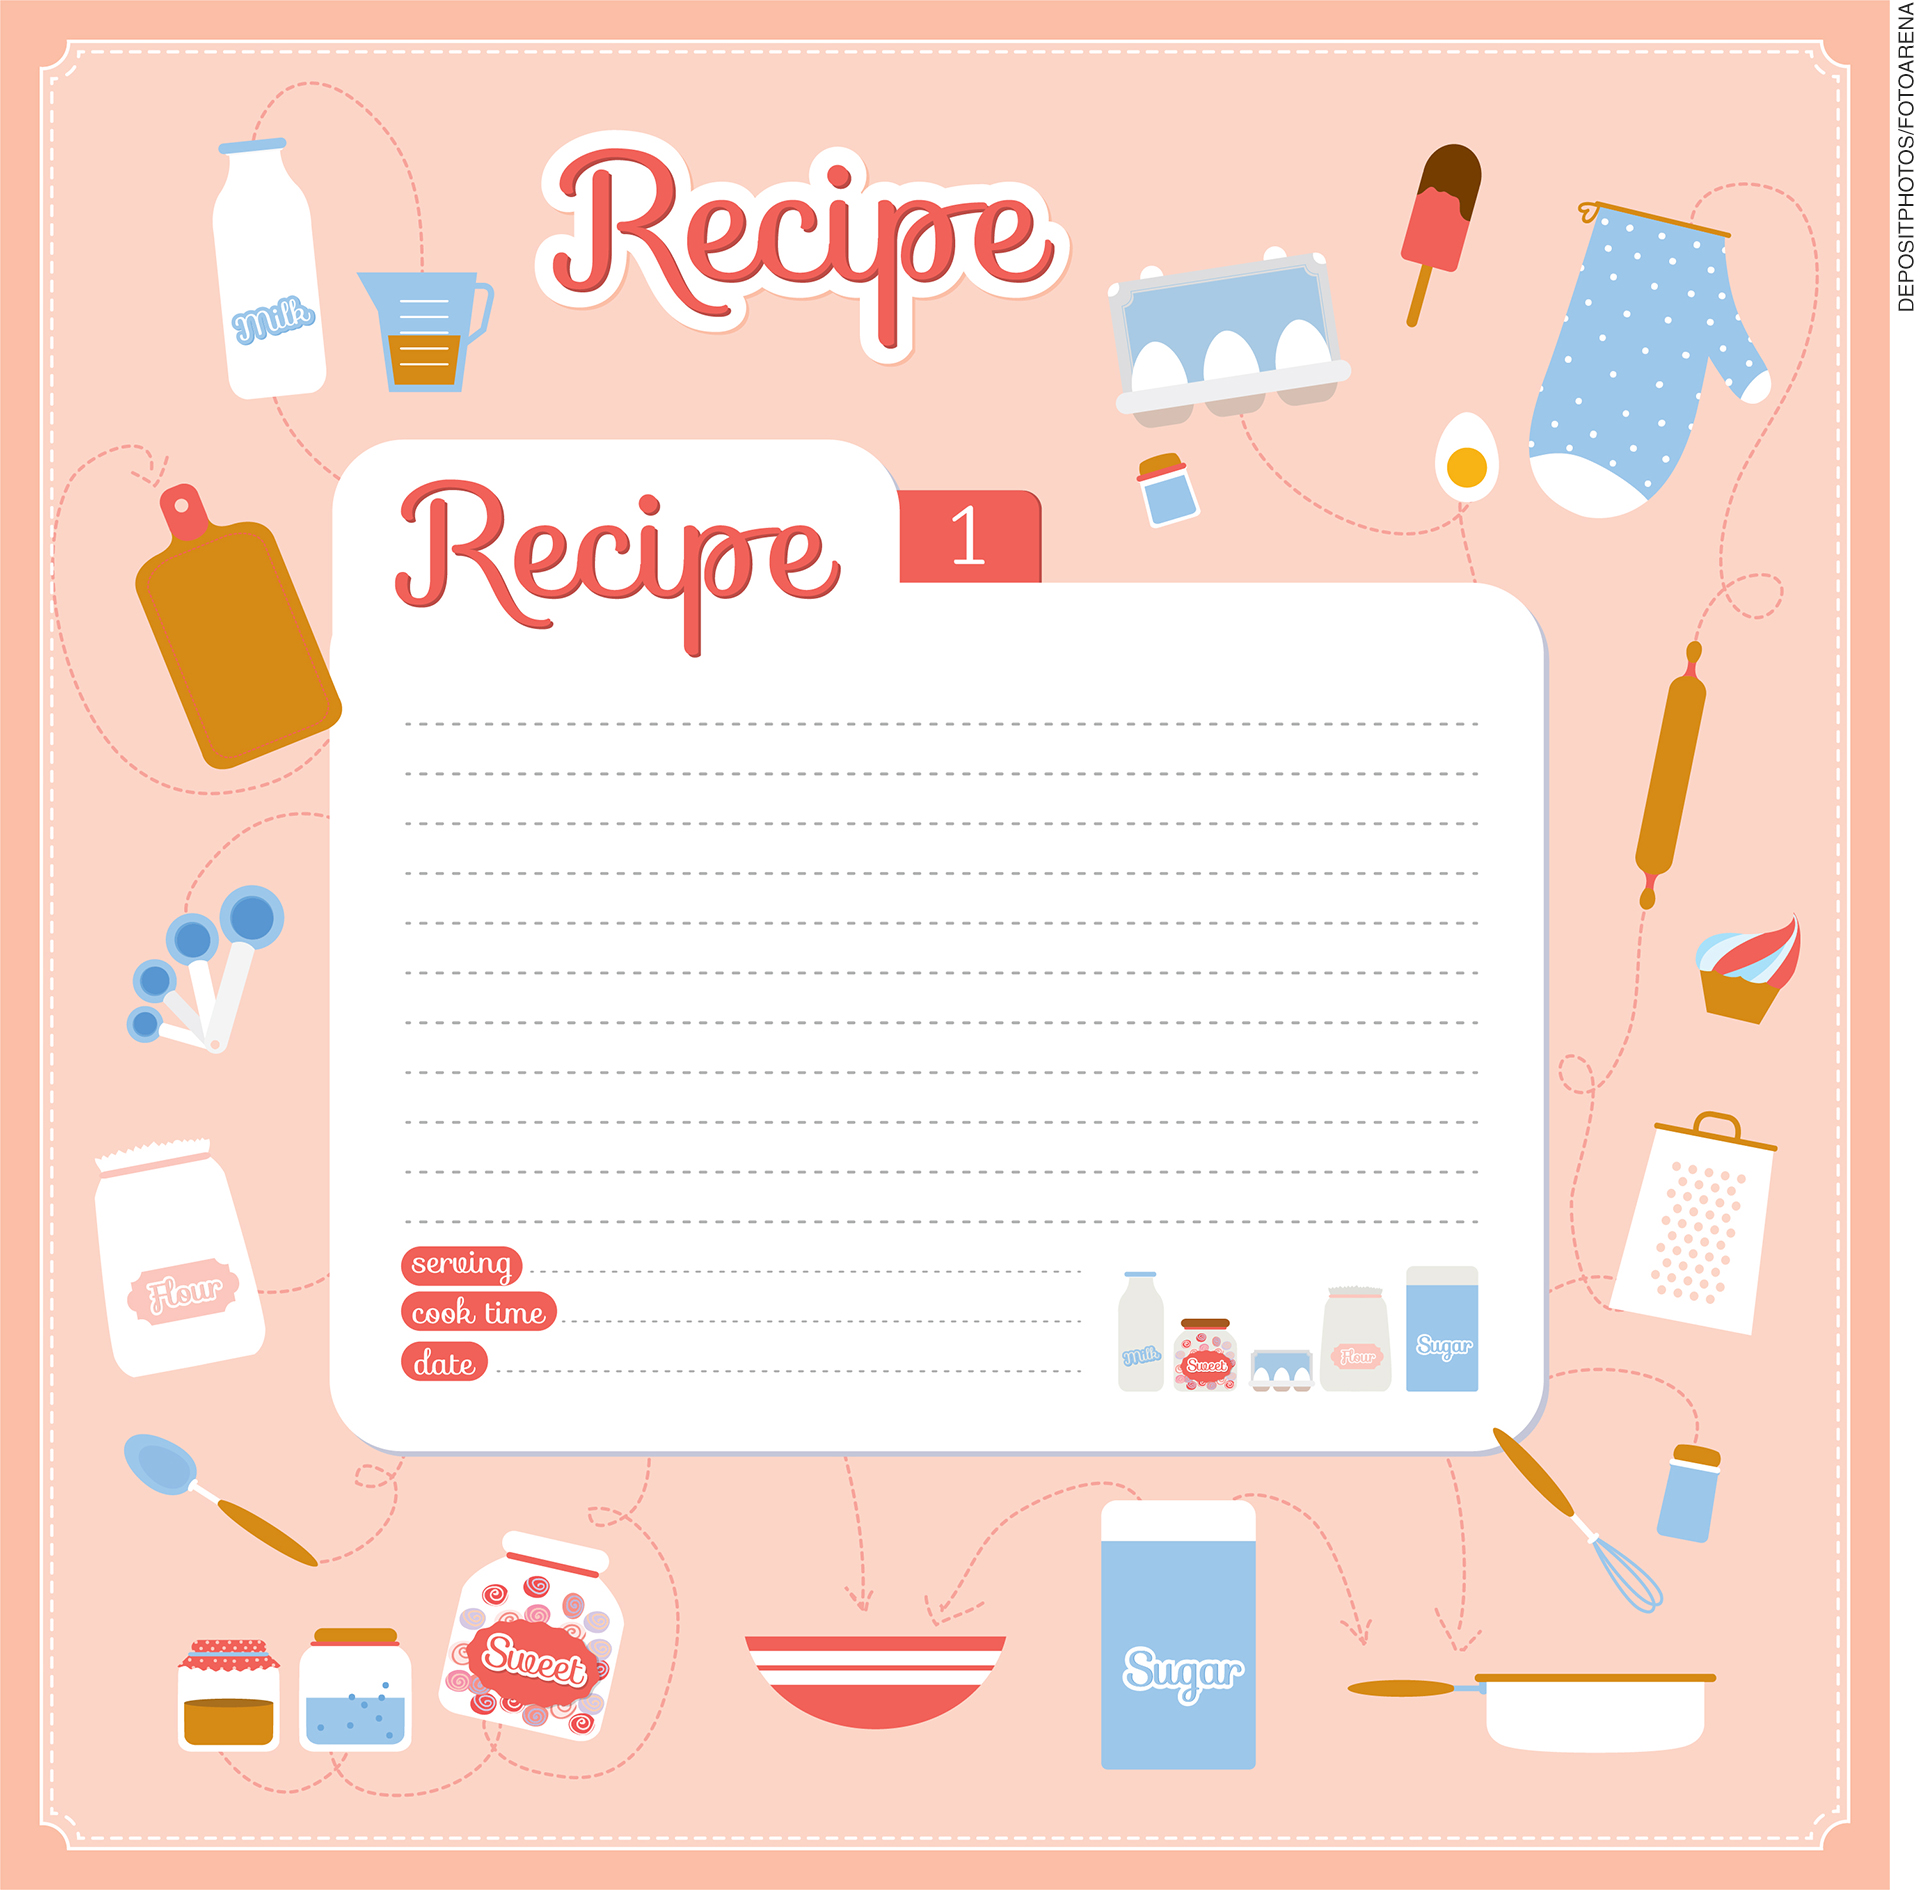 DEPOSITPHOTOS/FOTOARENA
Recipe
Milk
Recipe
1
Flour
serving
cook time
date
Milk
Sweet
Flour
Sugar
Sweet
Sugar